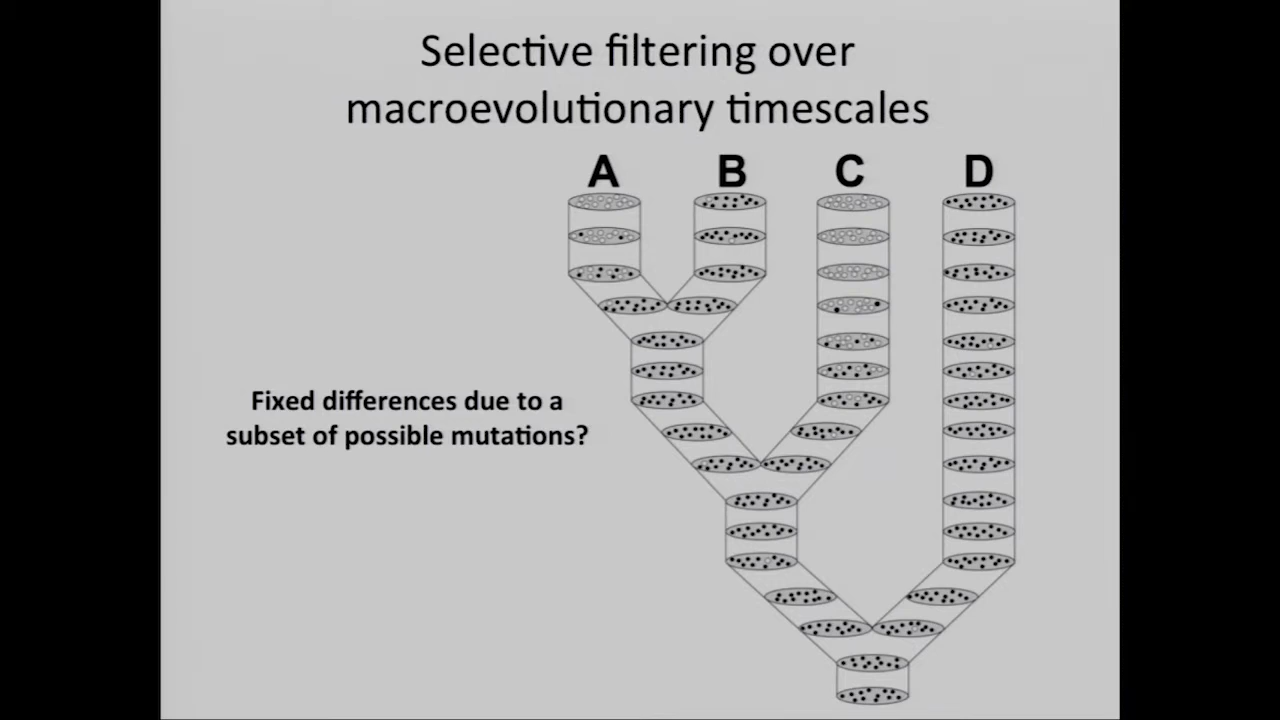 Selective filtering over
macroevolutionary timescales
A B C D
Fixed differences due to a
subset of possible mutations?